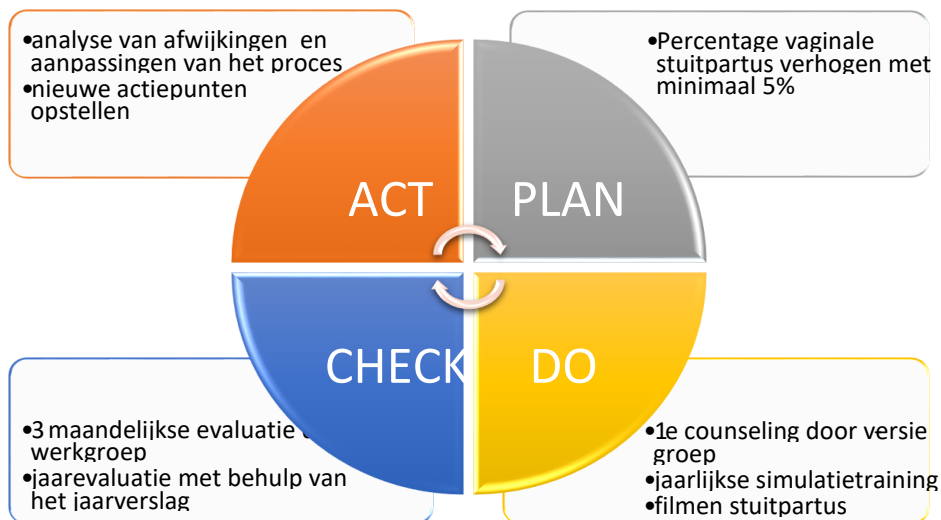 •analyse van afwijkingen en
aanpassingen van het proces
•nieuwe actiepunten
opstellen
•Percentage vaginale
stuitpartus verhogen met
minimaal 5%
ACT
PLAN
CHECK
DO
•3 maandelijkse evaluatie
werkgroep
•jaarevaluatie met behulp van
het jaarverslag
•1e counseling door versie
groep
•jaarlijkse simulatietraining
•filmen stuitpartus